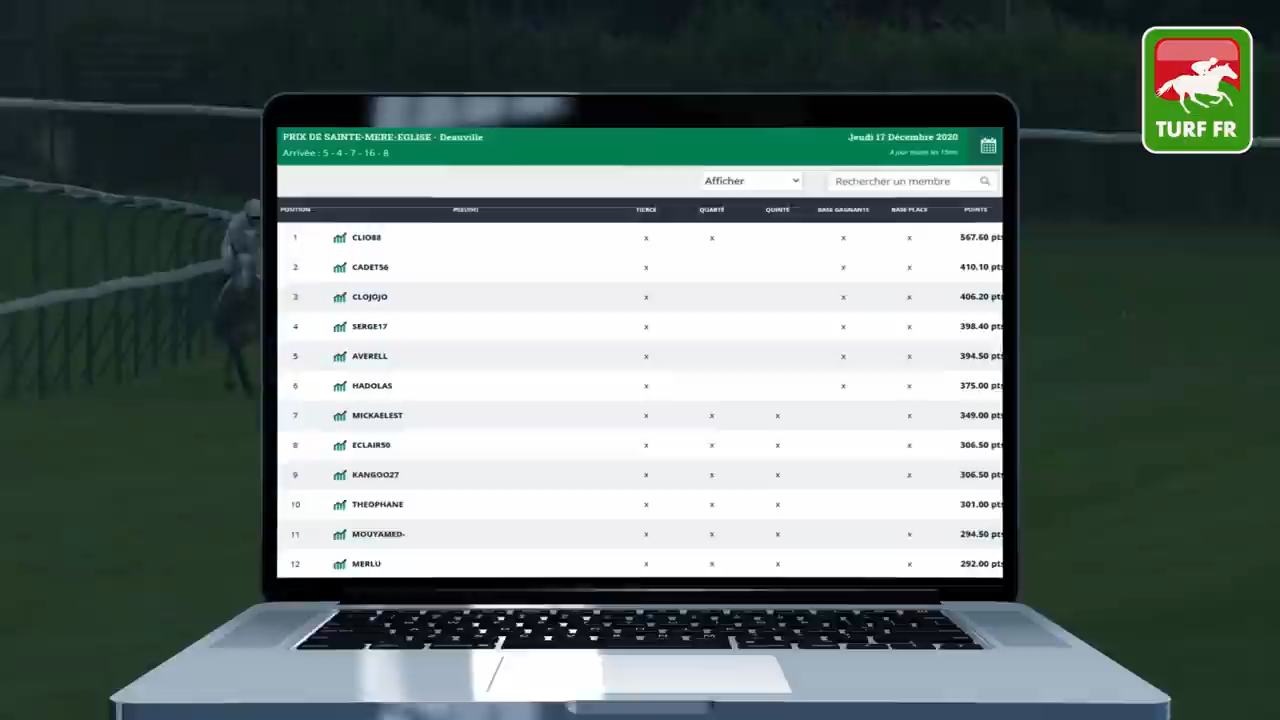 TURF FR
PRIX DE SAINTE-MERE-EGLISE - Deauville
Jeudi 17 Décembre 2020
Arrivée : 5 - 4 - 7 - 16 - 8
Afficher
Rechercher un membre
POSITION TIERCÉ QUARTÉ QUINTÉ BASE GAGNANTE BASE PLACÉ POINTS
1 CLIO88 x x x x 567.60 pts
2 CADET56 x x x 410.10 pts
3 CLOJOJO x x x 406.20 pts
4 SERGE17 x x x 398.40 pts
5 AVERELL x x x 394.50 pts
6 HADOLAS x x x 375.00 pts
7 MICKAELEST x x x x 349.00 pts
8 ECLAIR50 x x x x 306.50 pts
9 KANGOO27 x x x x 306.50 pts
10 THEOPHANE x x x 301.00 pts
11 MOUYAMED- x x x x 294.50 pts
12 MERLU x x x x 292.00 pts